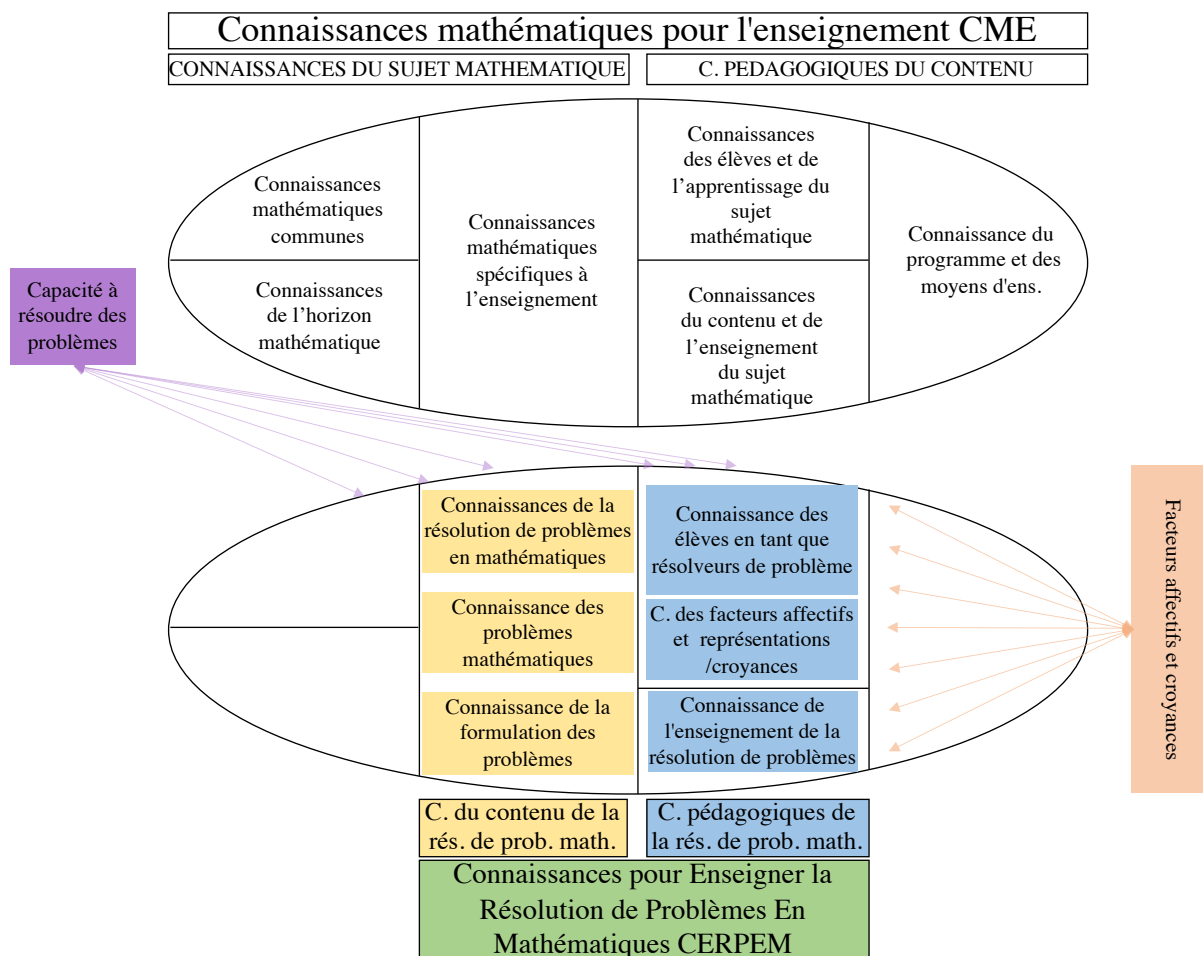 Connaissances mathématiques pour l'enseignement CME
CONNAISSANCES DU SUJET MATHEMATIQUE
C. PEDAGOGIQUES DU CONTENU
Connaissances
mathématiques
communes
Connaissances
de l’horizon
mathématique
Connaissances
mathématiques
spécifiques à
l’enseignement
Connaissances
des élèves et de
l’apprentissage du
sujet
mathématique
Connaissances
du contenu et de
l’enseignement
du sujet
mathématique
Connaissance du
programme et des
moyens d'ens.
Capacité à
résoudre des
problèmes
Connaissances de la
résolution de problèmes
en mathématiques
Connaissance des
problèmes
mathématiques
Connaissance de la
formulation des
problèmes
Connaissance des
élèves en tant que
résolveurs de problème
C. des facteurs affectifs
et représentations
/croyances
Connaissance de
l'enseignement de la
résolution de problèmes
Facteurs affectifs et croyances
C. du contenu de la
rés. de prob. math.
C. pédagogiques de
la rés. de prob. math.
Connaissances pour Enseigner la
Résolution de Problèmes En
Mathématiques CERPEM